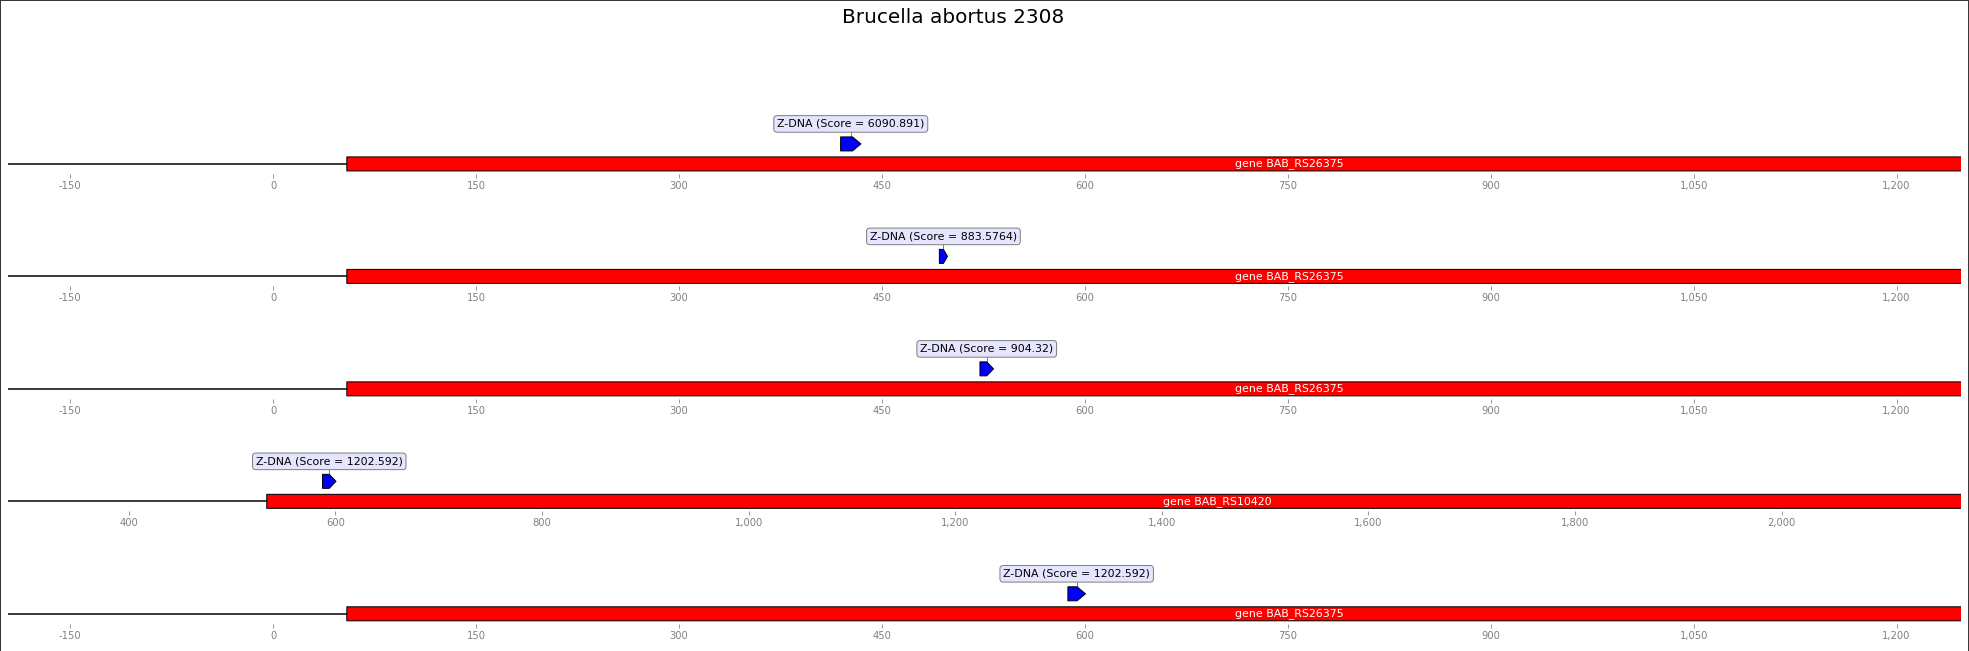 Brucella abortus 2308
Z-DNA (Score = 6090.891)
gene BAB_RS26375
-150 0 150 300 450 600 750 900 1,050 1,200
Z-DNA (Score = 883.5764)
gene BAB_RS26375
-150 0 150 300 450 600 750 900 1,050 1,200
Z-DNA (Score = 904.32)
gene BAB_RS26375
-150 0 150 300 450 600 750 900 1,050 1,200
Z-DNA (Score = 1202.592)
gene BAB_RS10420
400 600 800 1,000 1,200 1,400 1,600 1,800 2,000
Z-DNA (Score = 1202.592)
gene BAB_RS26375
-150 0 150 300 450 600 750 900 1,050 1,200